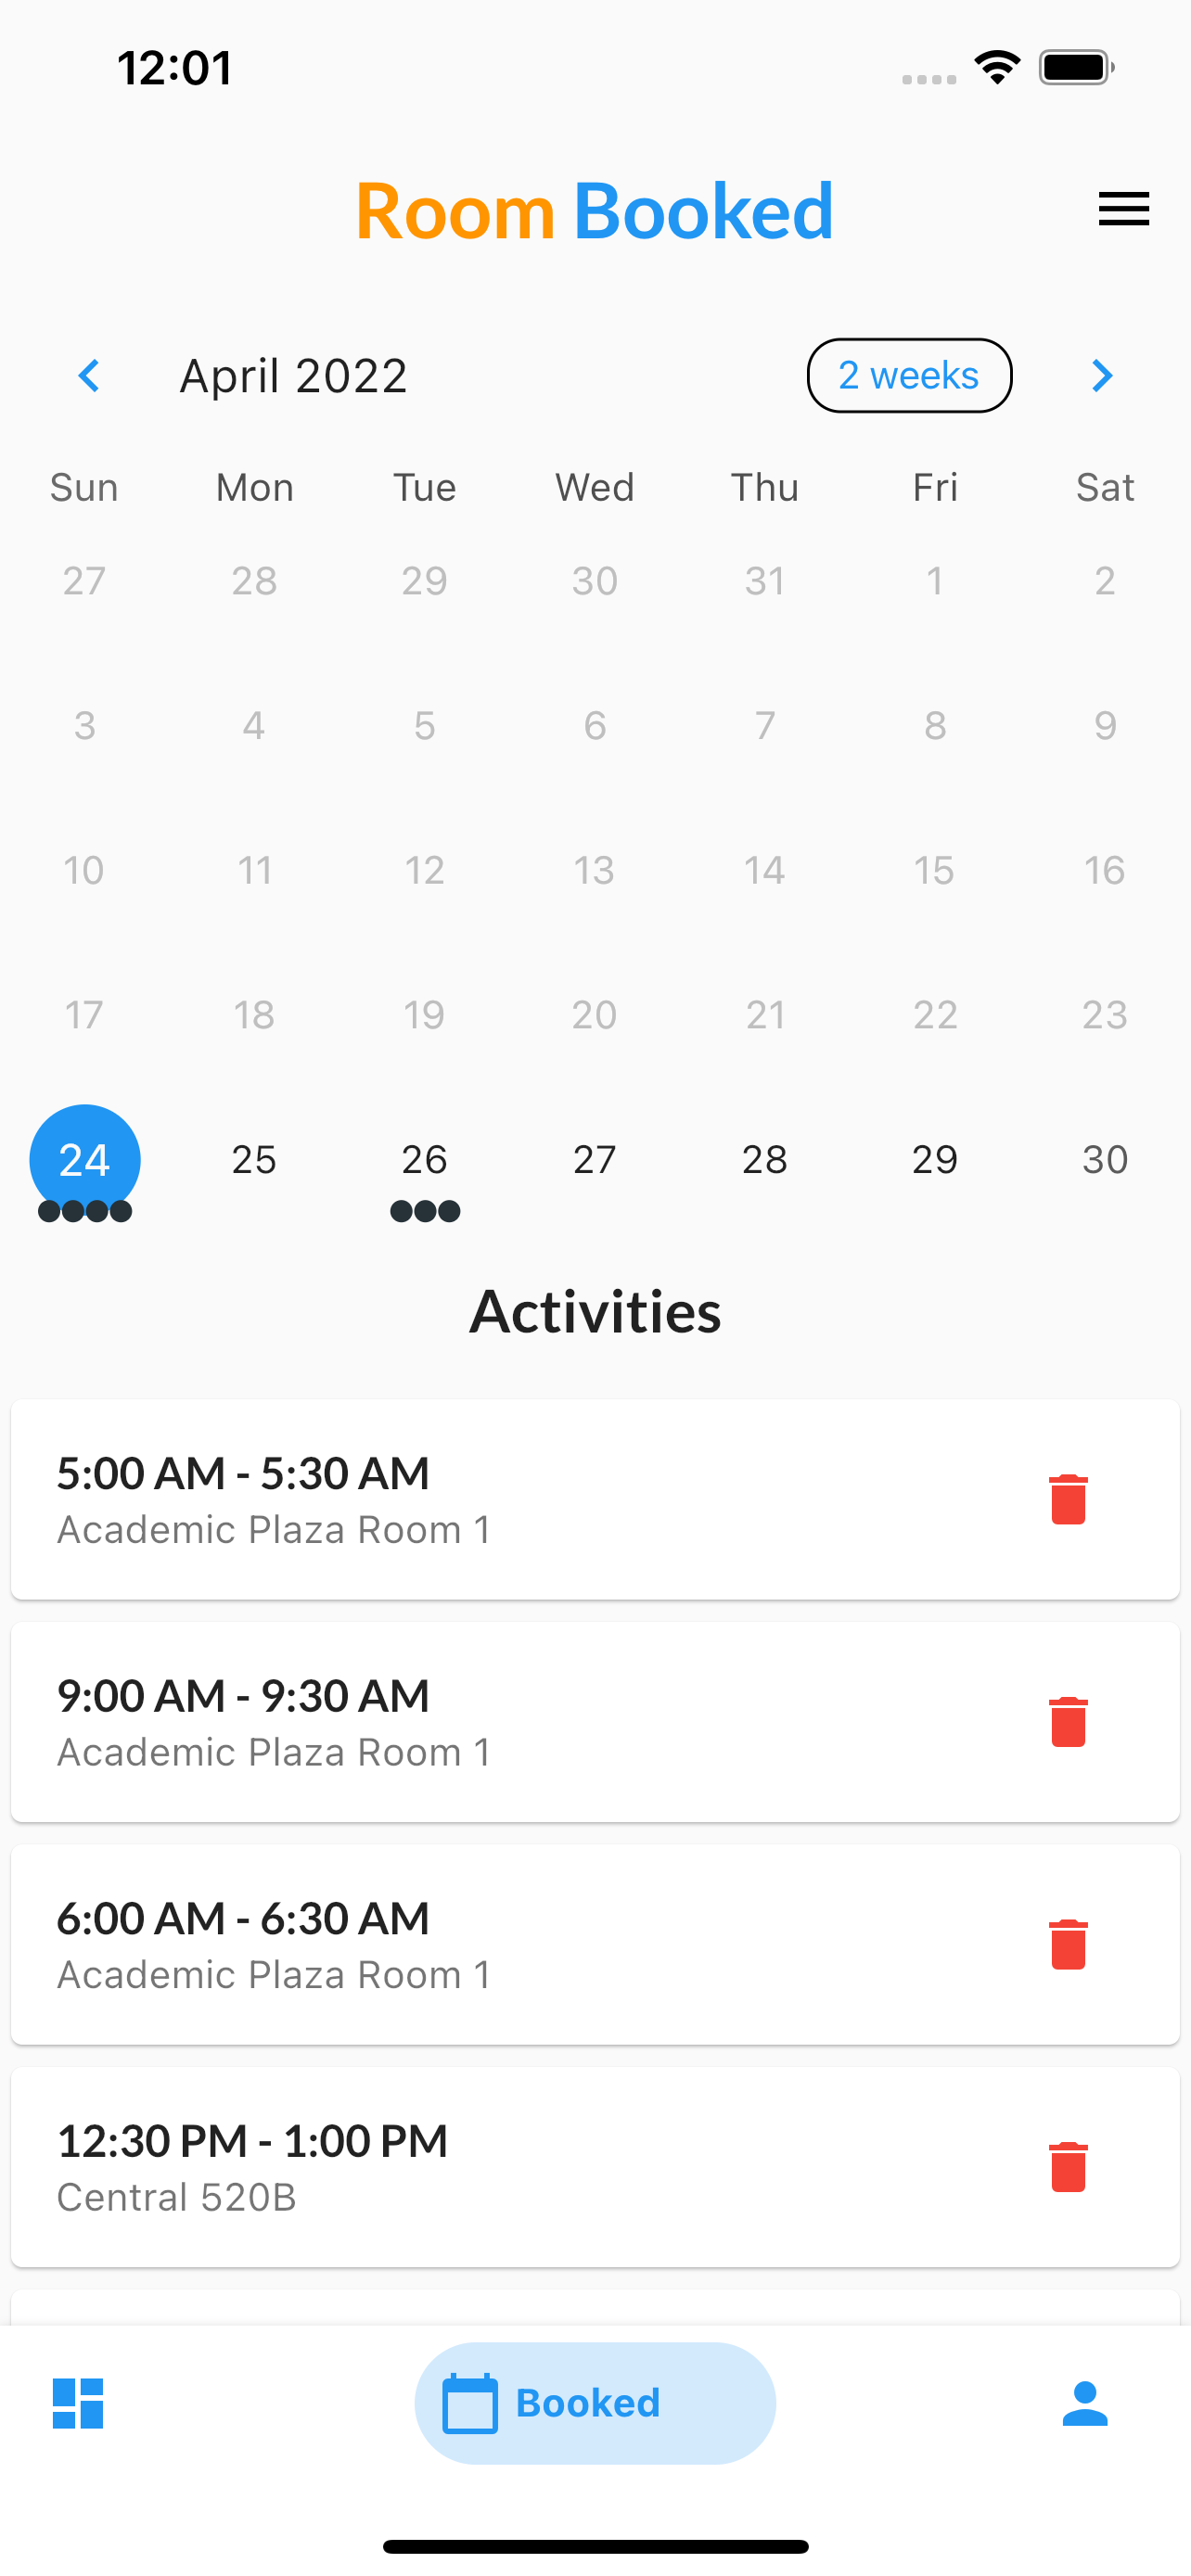 12:01
Room Booked
April 2022 2 weeks
Sun Mon Tue Wed Thu Fri Sat
27 28 29 30 31 1 2
3 4 5 6 7 8 9
10 11 12 13 14 15 16
17 18 19 20 21 22 23
24 25 26 27 28 29 30
Activities
5:00 AM - 5:30 AM
Academic Plaza Room 1
9:00 AM - 9:30 AM
Academic Plaza Room 1
6:00 AM - 6:30 AM
Academic Plaza Room 1
12:30 PM - 1:00 PM
Central 520B
Booked